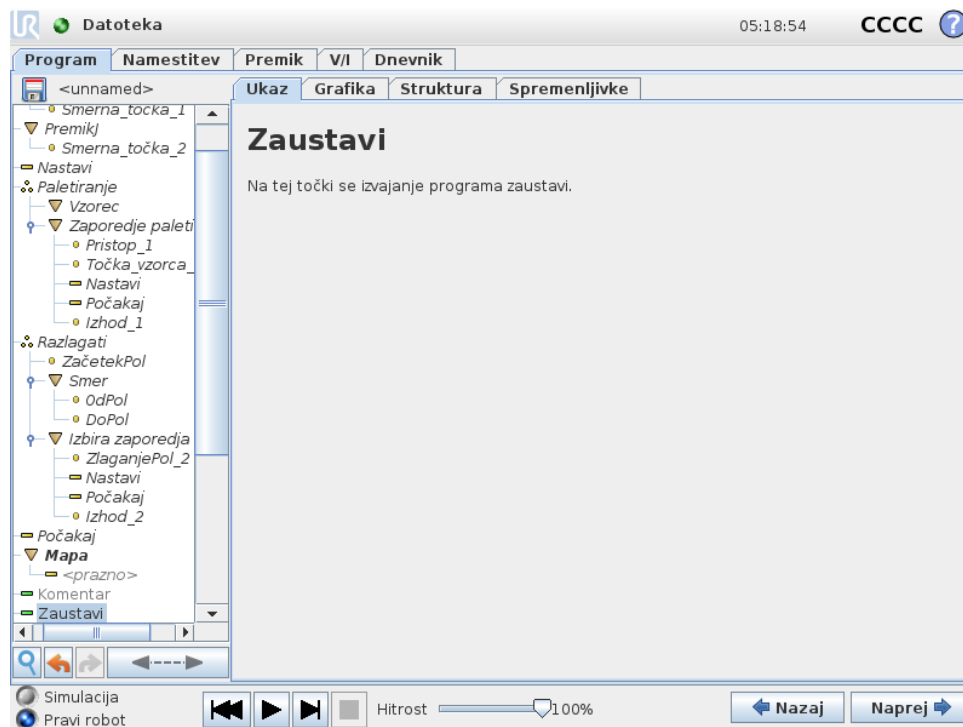 UR Datoteka 05:18:54 CCCC ?
Program Namestitev Premik V/I Dnevnik
<unnamed> Ukaz Grafika Struktura Spremenljivke
Smerna_točka_1
PremikJ
Smerna_točka_2
Nastavi
Paletiranje
Vzorec
Zaporedje paleti
Pristop_1
Točka_vzorca_
Nastavi
Počakaj
Izhod_1
Razlagati
ZačetekPol
Smer
OdPol
DoPol
Izbira zaporedja
ZlaganjePol_2
Nastavi
Počakaj
Izhod_2
Počakaj
Mapa
<prazno>
Komentar
Zaustavi
Zaustavi
Na tej točki se izvajanje programa zaustavi.
Simulacija
Pravi robot
Hitrost 100%
Nazaj Naprej